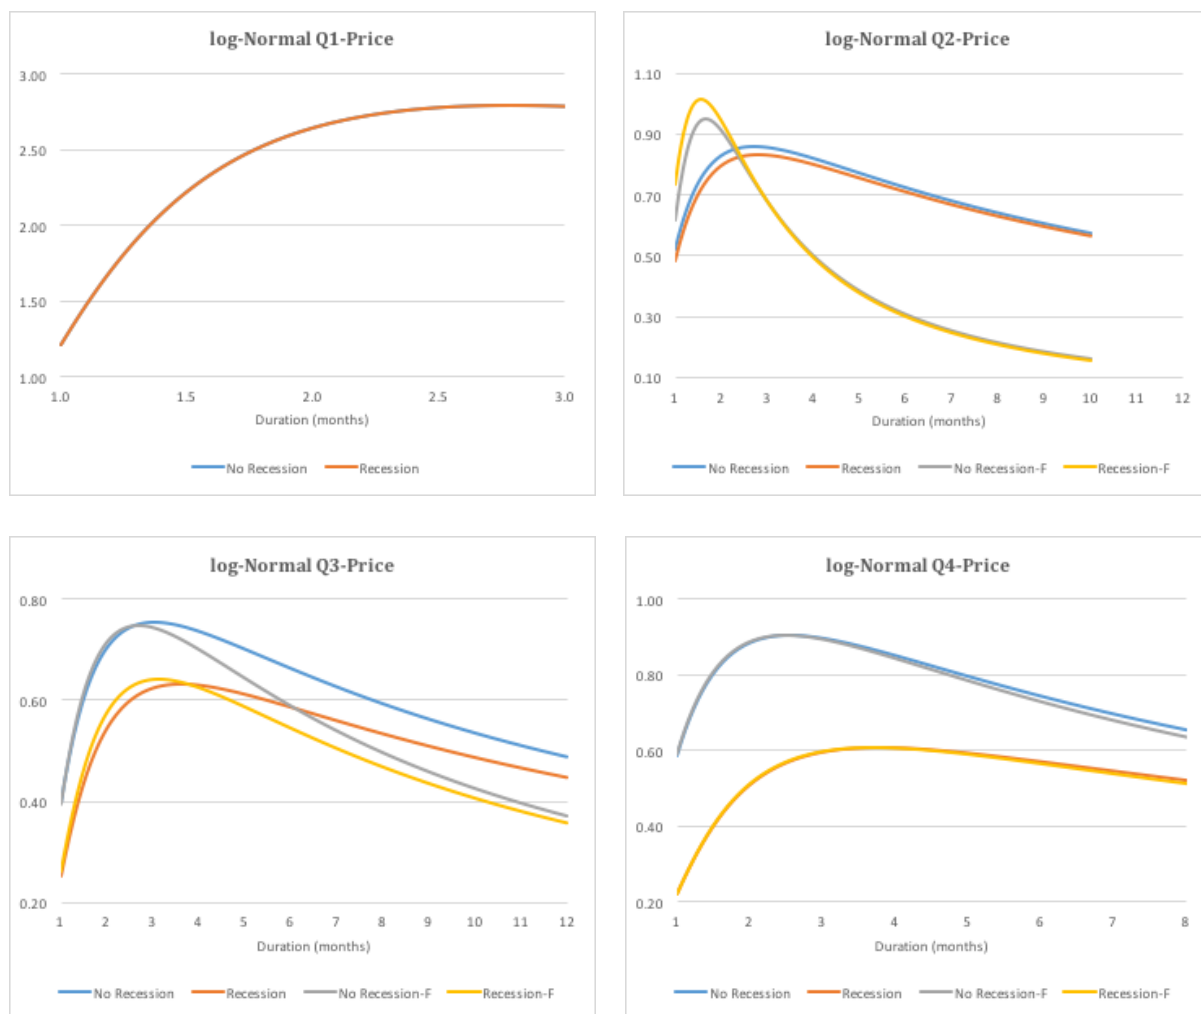 log-Normal Q1-Price
3.00
2.50
2.00
1.50
1.00
1.0 1.5 2.0 2.5 3.0
Duration (months)
No Recession Recession
log-Normal Q2-Price
1.10
0.90
0.70
0.50
0.30
0.10
1 2 3 4 5 6 7 8 9 10 11 12
Duration (months)
No Recession Recession No Recession-F Recession-F
log-Normal Q3-Price
0.80
0.60
0.40
0.20
1 2 3 4 5 6 7 8 9 10 11 12
Duration (months)
No Recession Recession No Recession-F Recession-F
log-Normal Q4-Price
1.00
0.80
0.60
0.40
0.20
1 2 3 4 5 6 7 8
Duration (months)
No Recession Recession No Recession-F Recession-F